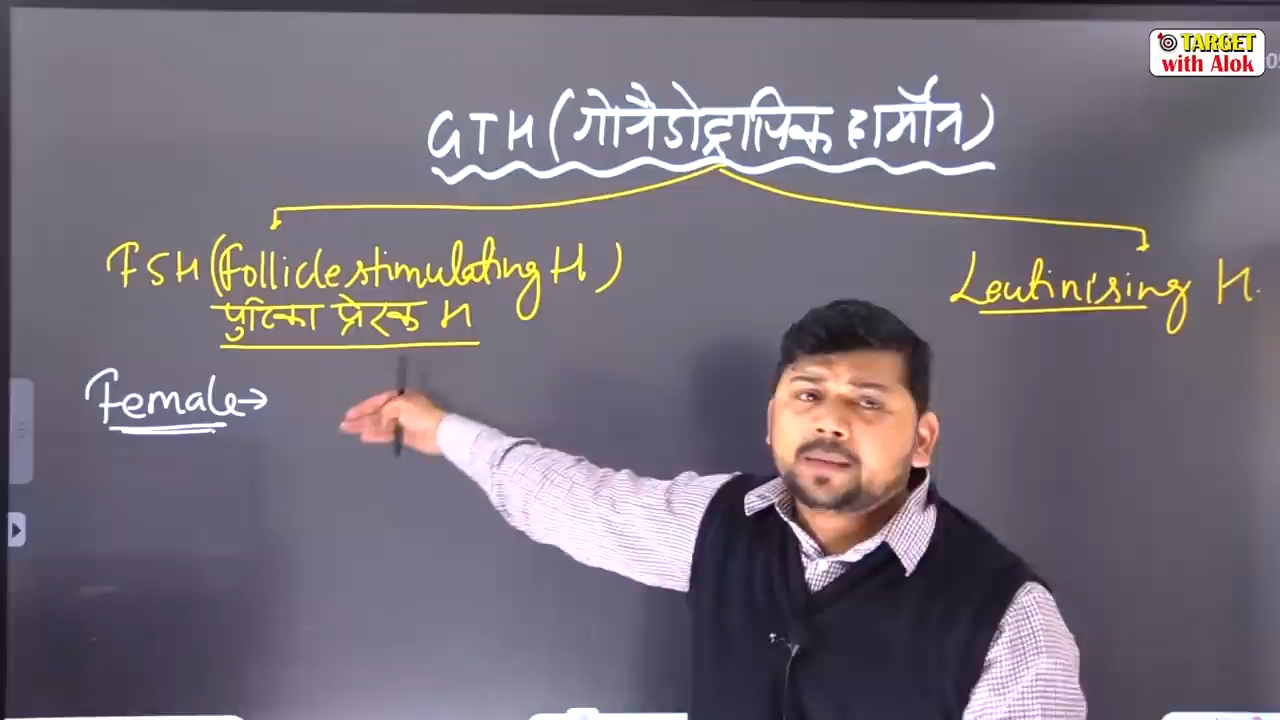 TARGET
with Alok
GTH (गोनैडोट्रापिक हार्मोन)
FSH (Follicle stimulating H.)
पुटिका प्रेरक H
Leutinising H.
Female→